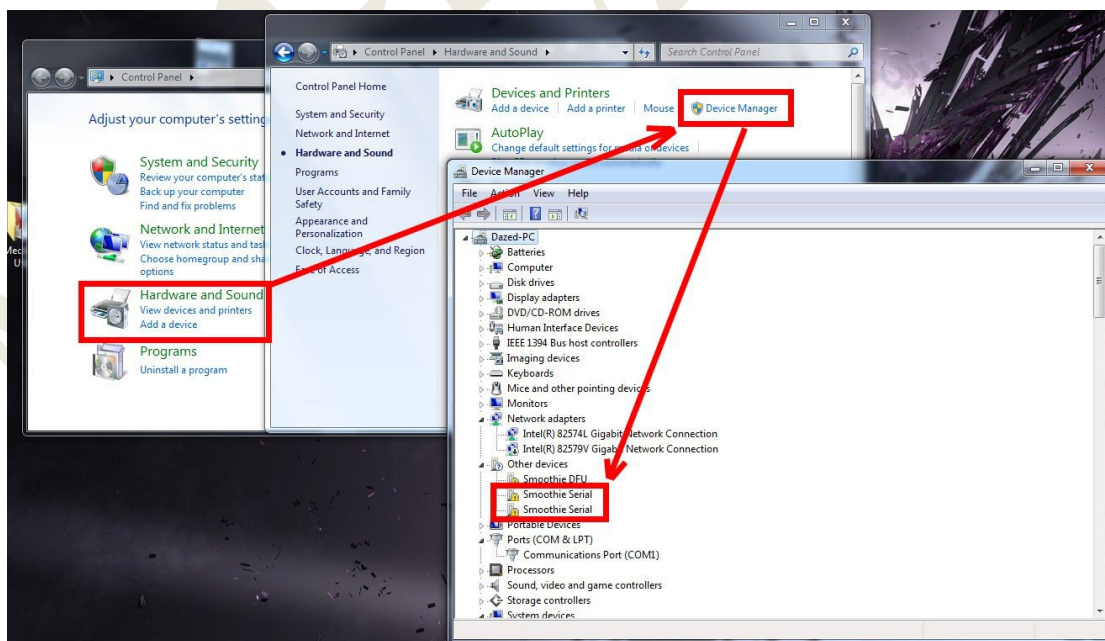 Control Panel
Adjust your computer's setting
System and Security
Review your computer's stat
Back up your computer
Find and fix problems
Network and Internet
View network status and task
Choose homegroup and sha
options
Hardware and Sound
View devices and printers
Add a device
Programs
Uninstall a program
Control Panel Hardware and Sound Search Control Panel
Control Panel Home
System and Security
Network and Internet
Hardware and Sound
Programs
User Accounts and Family
Safety
Appearance and
Personalization
Clock, Language, and Region
Ease of Access
Devices and Printers
Add a device Add a printer Mouse Device Manager
AutoPlay
Change default settings for media or devices
Device Manager
File Action View Help
Dazed-PC
Batteries
Computer
Disk drives
Display adapters
DVD/CD-ROM drives
Human Interface Devices
IEEE 1394 Bus host controllers
Imaging devices
Keyboards
Mice and other pointing devices
Monitors
Network adapters
Intel(R) 82574L Gigabit Network Connection
Intel(R) 82579V Gigabit Network Connection
Other devices
Smoothie DFU
Smoothie Serial
Smoothie Serial
Portable Devices
Ports (COM & LPT)
Communications Port (COM1)
Processors
Sound, video and game controllers
Storage controllers
System devices